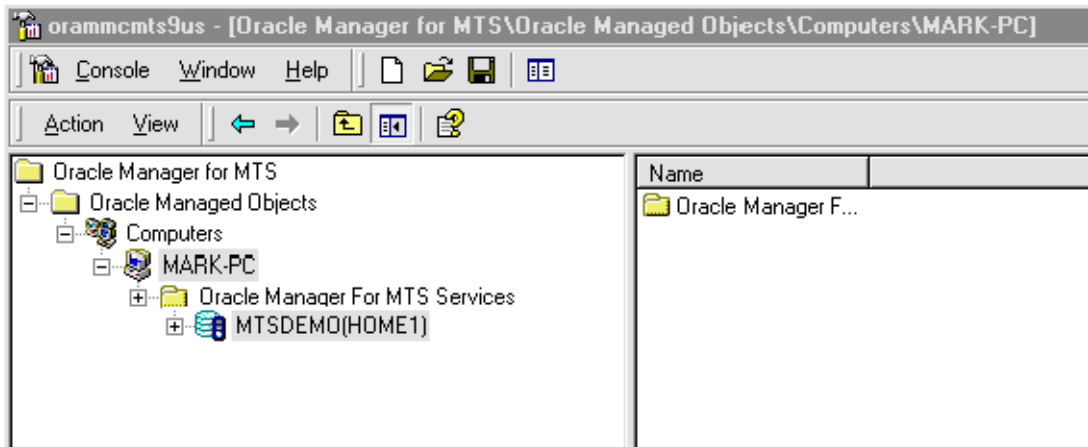 orammcmts9us - [Oracle Manager for MTS\Oracle Managed Objects\Computers\MARK-PC]
Console Window Help
Action View
Oracle Manager for MTS
Name
Oracle Managed Objects
Oracle Manager F...
Computers
MARK-PC
Oracle Manager For MTS Services
MTSDEMO(HOME1)